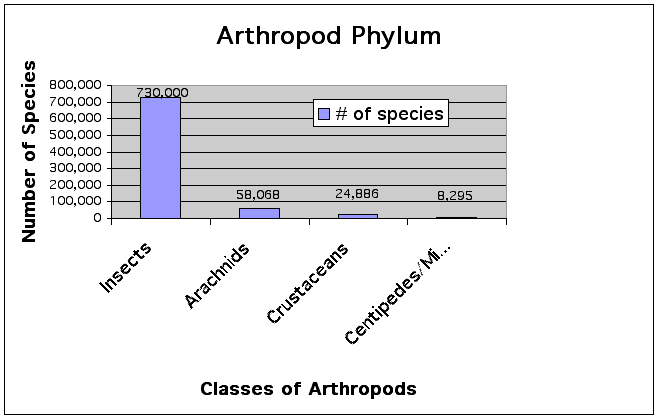 Arthropod Phylum
Number of Species
800,000
700,000
600,000
500,000
400,000
300,000
200,000
100,000
0
730,000
58,068
24,886
8,295
# of species
Insects
Arachnids
Crustaceans
Centipedes/Mi...
Classes of Arthropods